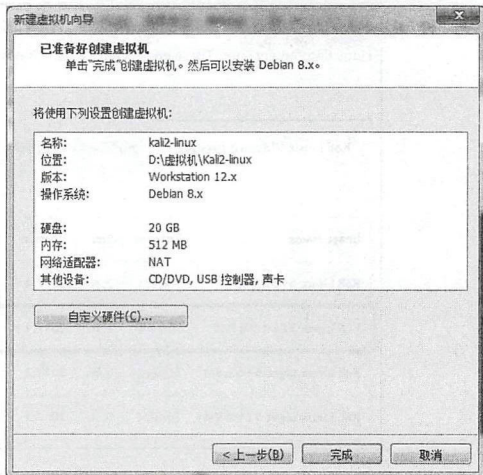 新建虚拟机向导
已准备好创建虚拟机
单击"完成"创建虚拟机。然后可以安装 Debian 8.x。
将使用下列设置创建虚拟机:
名称: kali2-linux
位置: D:\虚拟机\Kali2-linux
版本: Workstation 12.x
操作系统: Debian 8.x
硬盘: 20 GB
内存: 512 MB
网络适配器: NAT
其他设备: CD/DVD, USB 控制器, 声卡
自定义硬件(C)...
<上一步(B) 完成 取消